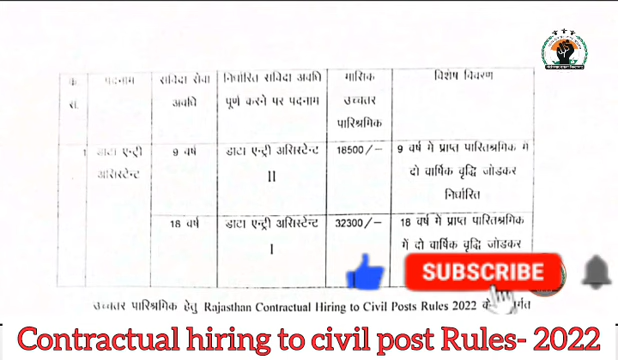 क्र सं. पदनाम संविदा सेवा अवधि निर्धारित संविदा अवधि पूर्ण करने पर पदनाम मासिक उच्चतर पारिश्रमिक विशेष विवरण
1 डाटा एन्ट्री असिस्टेन्ट 9 वर्ष डाटा एन्ट्री असिस्टेन्ट II 18500/- 9 वर्ष में प्राप्त पारिश्रमिक में दो वार्षिक वृद्धि जोडकर निर्धारित
18 वर्ष डाटा एन्ट्री असिस्टेन्ट I 32300/- 18 वर्ष में प्राप्त पारिश्रमिक में दो वार्षिक वृद्धि जोडकर
SUBSCRIBE
उच्चतर पारिश्रमिक हेतु Rajasthan Contractual Hiring to Civil Posts Rules 2022 के
Contractual hiring to civil post Rules- 2022